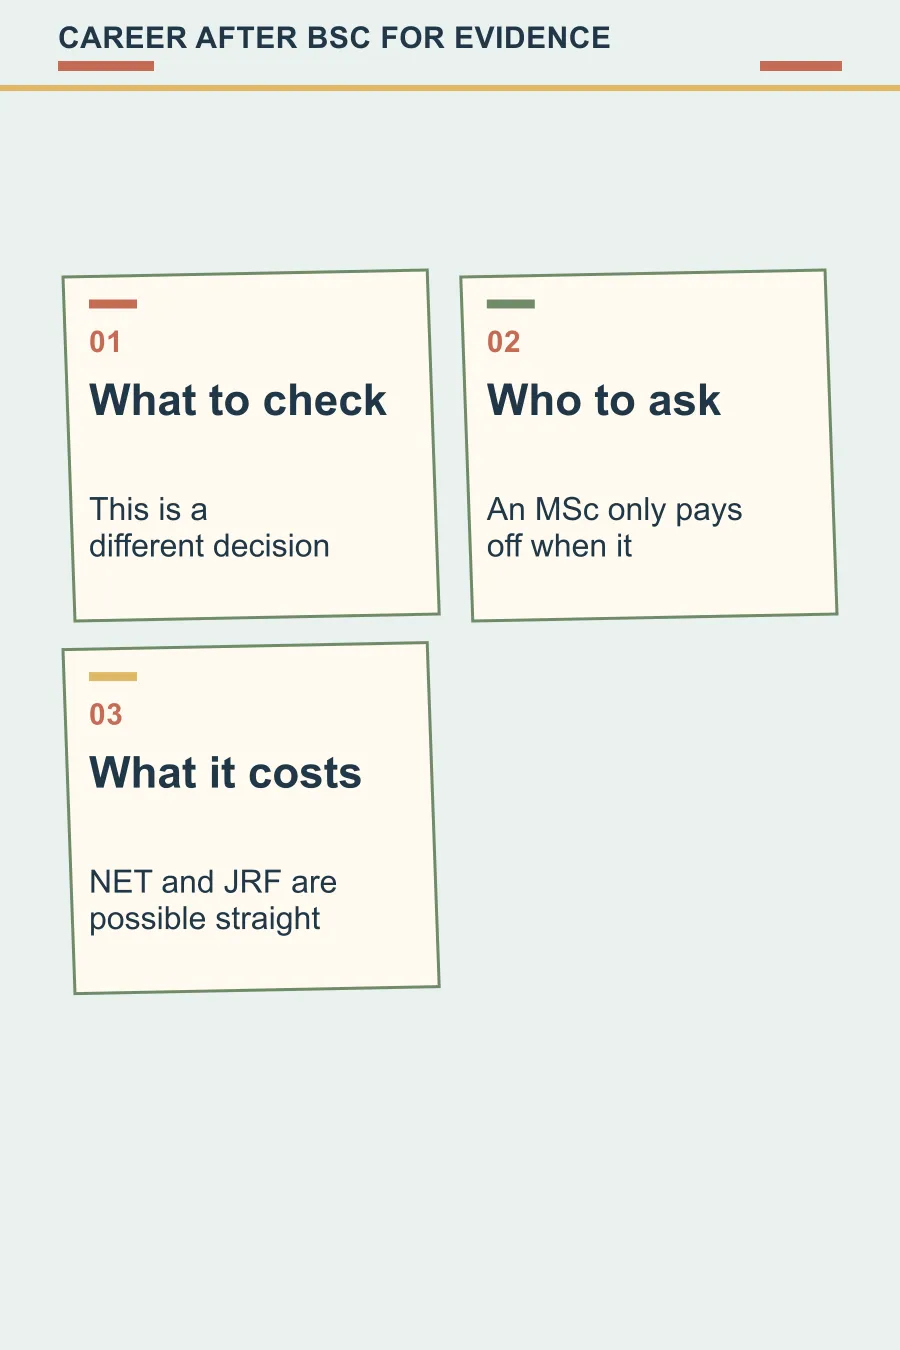 CAREER AFTER BSC FOR EVIDENCE
01
What to check
This is a
different decision
02
Who to ask
An MSc only pays
off when it
03
What it costs
NET and JRF are
possible straight